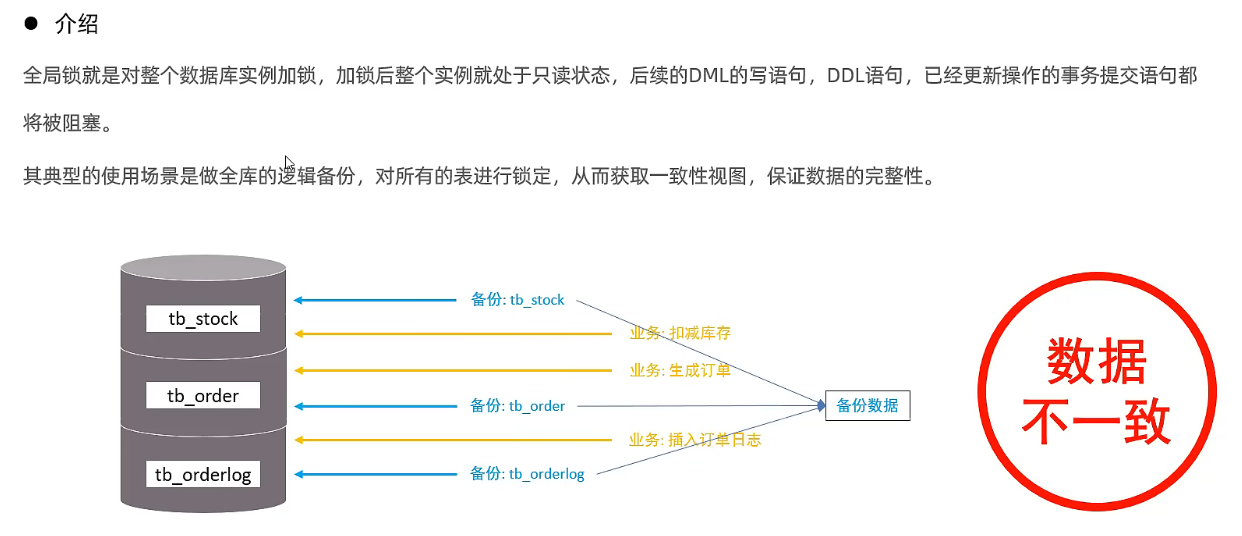 介绍
全局锁就是对整个数据库实例加锁，加锁后整个实例就处于只读状态，后续的DML的写语句，DDL语句，已经更新操作的事务提交语句都
将被阻塞。
其典型的使用场景是做全库的逻辑备份，对所有的表进行锁定，从而获取一致性视图，保证数据的完整性。
备份: tb_stock
tb_stock
业务: 扣减库存
业务: 生成订单
tb_order
备份: tb_order
备份数据
业务: 插入订单日志
tb_orderlog
备份: tb_orderlog
数据
不一致